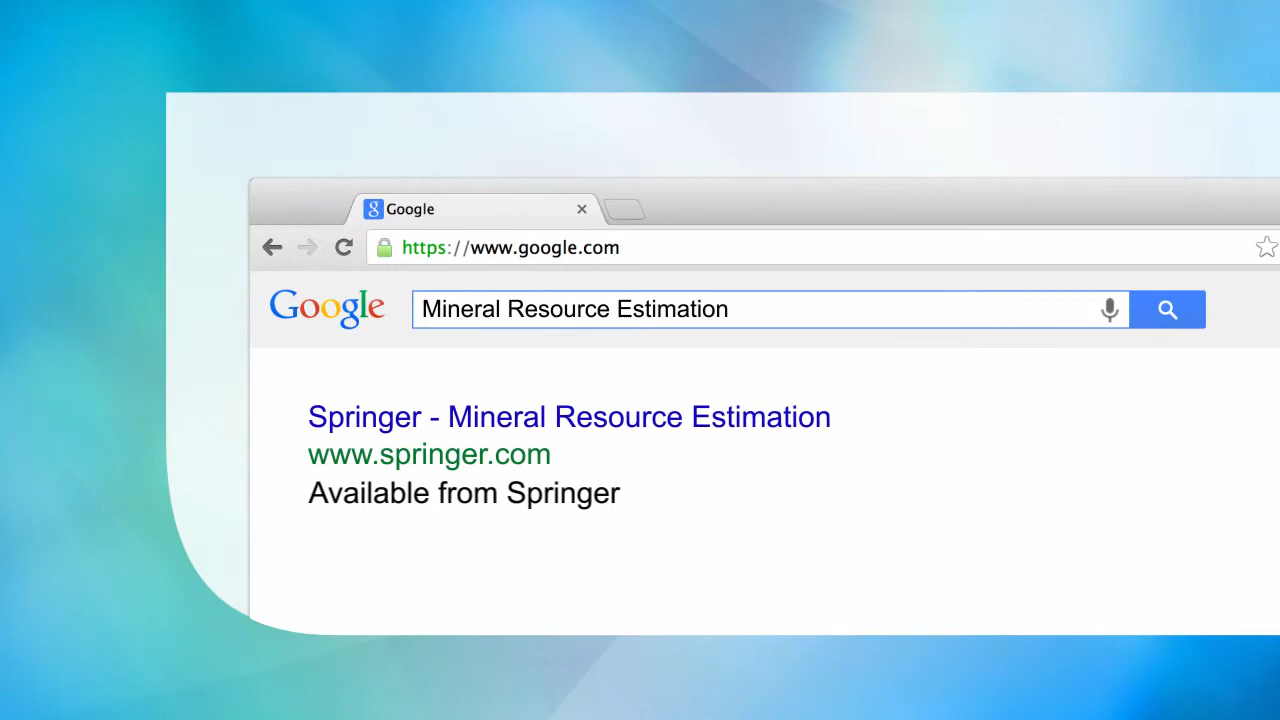 Google
https://www.google.com
Google
Mineral Resource Estimation
Springer - Mineral Resource Estimation
www.springer.com
Available from Springer